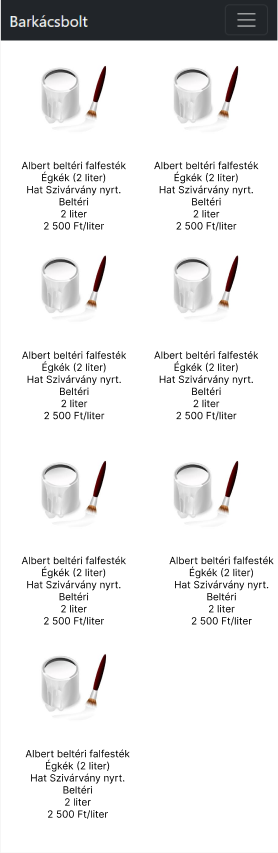 Barkácsbolt
Albert beltéri falfesték
Égkék (2 liter)
Hat Szivárvány nyrt.
Beltéri
2 liter
2 500 Ft/liter
Albert beltéri falfesték
Égkék (2 liter)
Hat Szivárvány nyrt.
Beltéri
2 liter
2 500 Ft/liter
Albert beltéri falfesték
Égkék (2 liter)
Hat Szivárvány nyrt.
Beltéri
2 liter
2 500 Ft/liter
Albert beltéri falfesték
Égkék (2 liter)
Hat Szivárvány nyrt.
Beltéri
2 liter
2 500 Ft/liter
Albert beltéri falfesték
Égkék (2 liter)
Hat Szivárvány nyrt.
Beltéri
2 liter
2 500 Ft/liter
Albert beltéri falfesték
Égkék (2 liter)
Hat Szivárvány nyrt.
Beltéri
2 liter
2 500 Ft/liter
Albert beltéri falfesték
Égkék (2 liter)
Hat Szivárvány nyrt.
Beltéri
2 liter
2 500 Ft/liter